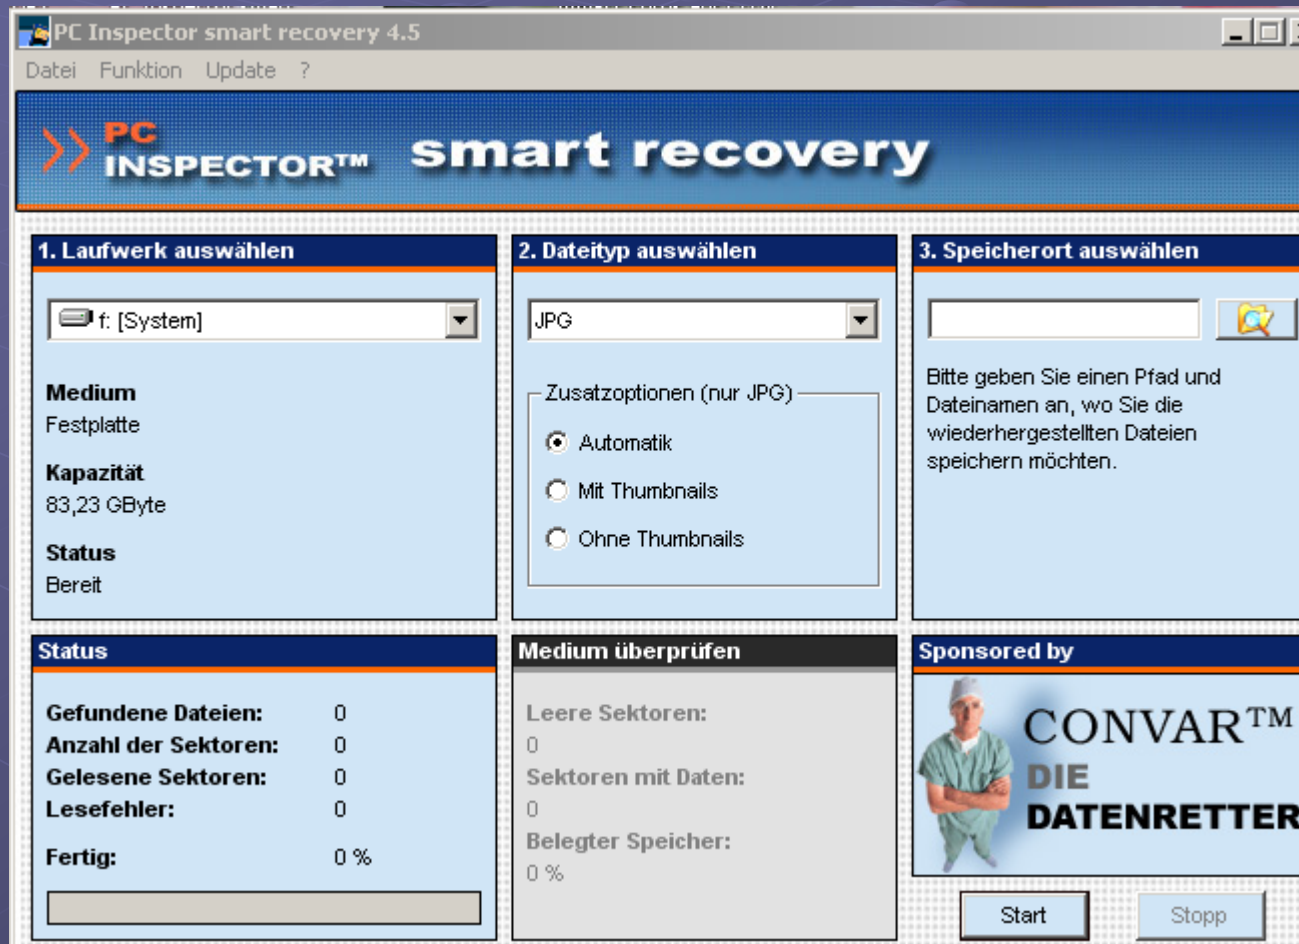 PC Inspector smart recovery 4.5
Datei Funktion Update ?
PC
INSPECTOR™ smart recovery
1. Laufwerk auswählen
f: [System]
Medium
Festplatte
Kapazität
83,23 GByte
Status
Bereit
2. Dateityp auswählen
JPG
Zusatzoptionen (nur JPG)
Automatik
Mit Thumbnails
Ohne Thumbnails
3. Speicherort auswählen
Bitte geben Sie einen Pfad und
Dateinamen an, wo Sie die
wiederhergestellten Dateien
speichern möchten.
Status
Gefundene Dateien: 0
Anzahl der Sektoren: 0
Gelesene Sektoren: 0
Lesefehler: 0
Fertig: 0 %
Medium überprüfen
Leere Sektoren:
0
Sektoren mit Daten:
0
Belegter Speicher:
0 %
Sponsored by
CONVAR™
DIE
DATENRETTER
Start Stopp